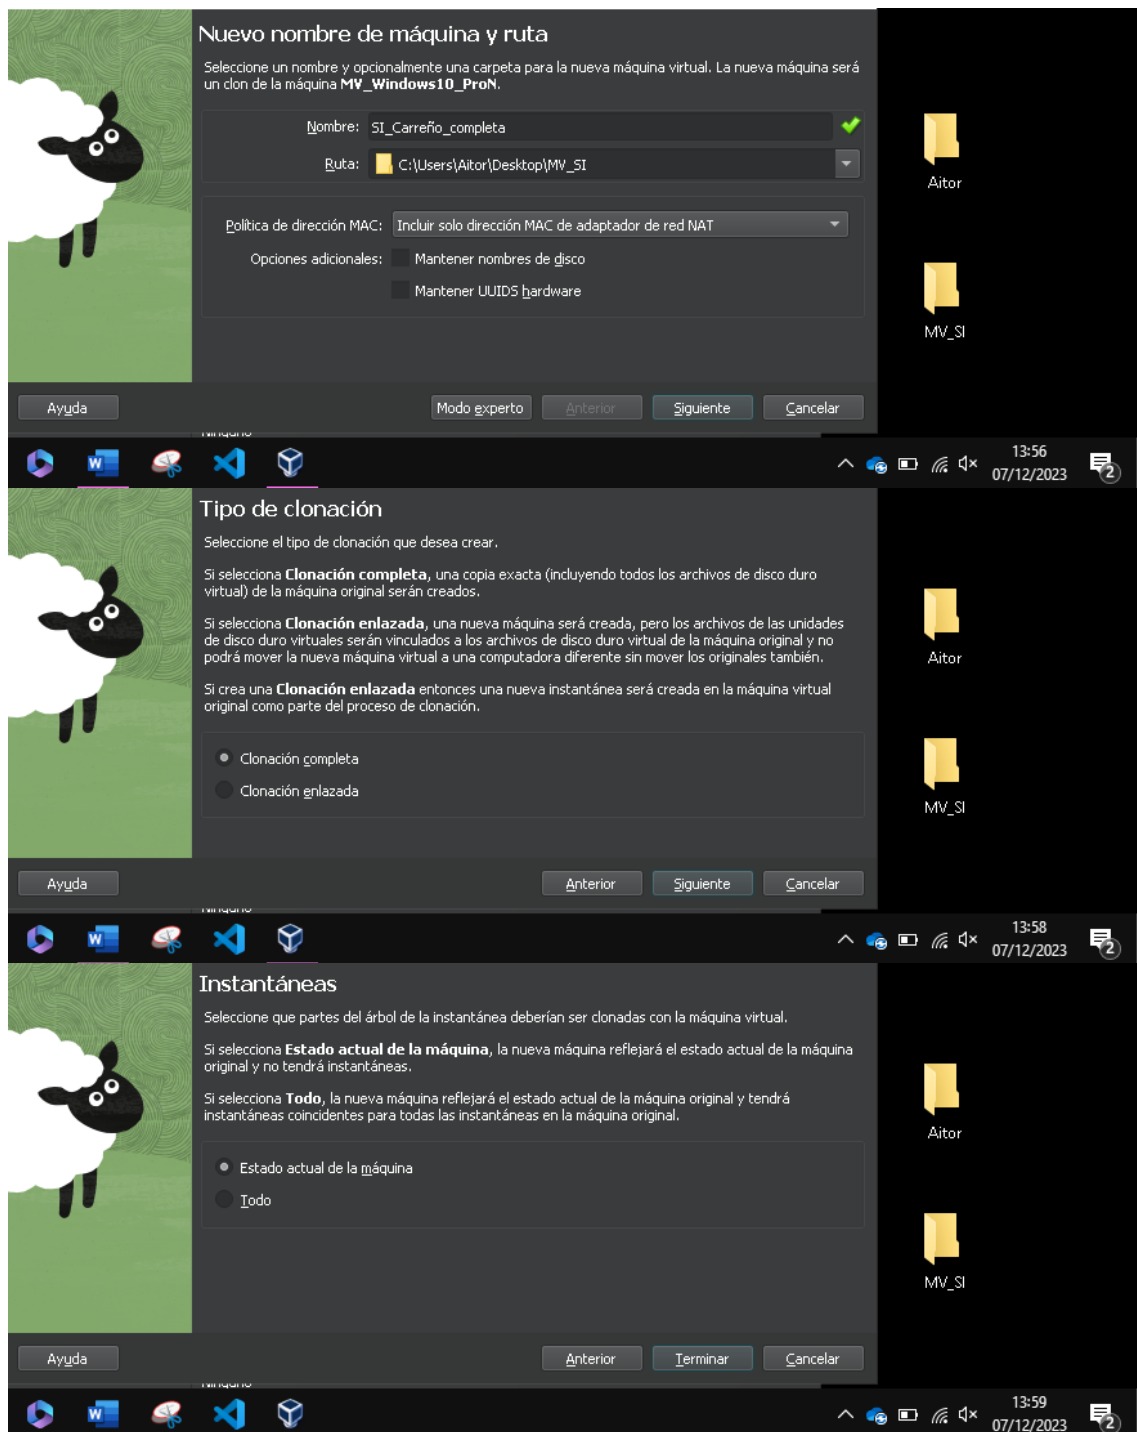 Nuevo nombre de máquina y ruta
Seleccione un nombre y opcionalmente una carpeta para la nueva máquina virtual. La nueva máquina será
un clon de la máquina MV_Windows10_ProN.
Nombre: SI_Carreño_completa
Ruta: C:\Users\Aitor\Desktop\MV_SI
Aitor
Política de dirección MAC: Incluir solo dirección MAC de adaptador de red NAT
Opciones adicionales: Mantener nombres de disco
Mantener UUIDS hardware
MV_SI
Ayuda Modo experto Anterior Siguiente Cancelar
Ninguno
13:56
07/12/2023 2
Tipo de clonación
Seleccione el tipo de clonación que desea crear.
Si selecciona Clonación completa, una copia exacta (incluyendo todos los archivos de disco duro
virtual) de la máquina original serán creados.
Si selecciona Clonación enlazada, una nueva máquina será creada, pero los archivos de las unidades
de disco duro virtuales serán vinculados a los archivos de disco duro virtual de la máquina original y no
podrá mover la nueva máquina virtual a una computadora diferente sin mover los originales también.
Aitor
Si crea una Clonación enlazada entonces una nueva instantánea será creada en la máquina virtual
original como parte del proceso de clonación.
Clonación completa
Clonación enlazada
MV_SI
Ayuda Anterior Siguiente Cancelar
Ninguno
13:58
07/12/2023 2
Instantáneas
Seleccione que partes del árbol de la instantánea deberían ser clonadas con la máquina virtual.
Si selecciona Estado actual de la máquina, la nueva máquina reflejará el estado actual de la máquina
original y no tendrá instantáneas.
Si selecciona Todo, la nueva máquina reflejará el estado actual de la máquina original y tendrá
instantáneas coincidentes para todas las instantáneas en la máquina original.
Aitor
Estado actual de la máquina
Todo
MV_SI
Ayuda Anterior Terminar Cancelar
Ninguno
13:59
07/12/2023 2